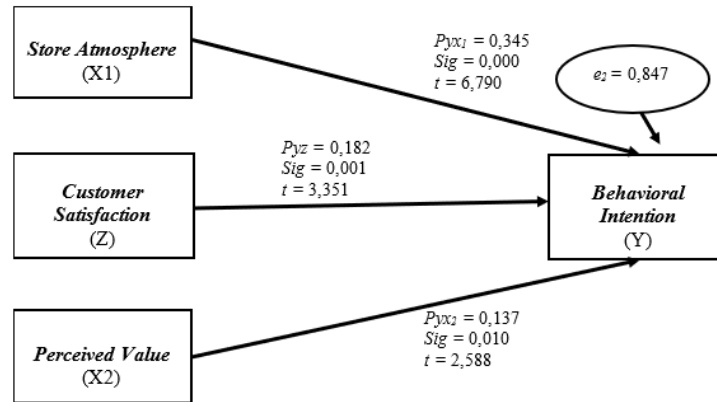 Store Atmosphere
(X1)
Pyx₁ = 0,345
Sig = 0,000
t = 6,790
e₂ = 0,847
Customer
Satisfaction
(Z)
Pyz = 0,182
Sig = 0,001
t = 3,351
Behavioral
Intention
(Y)
Perceived Value
(X2)
Pyx₂ = 0,137
Sig = 0,010
t = 2,588